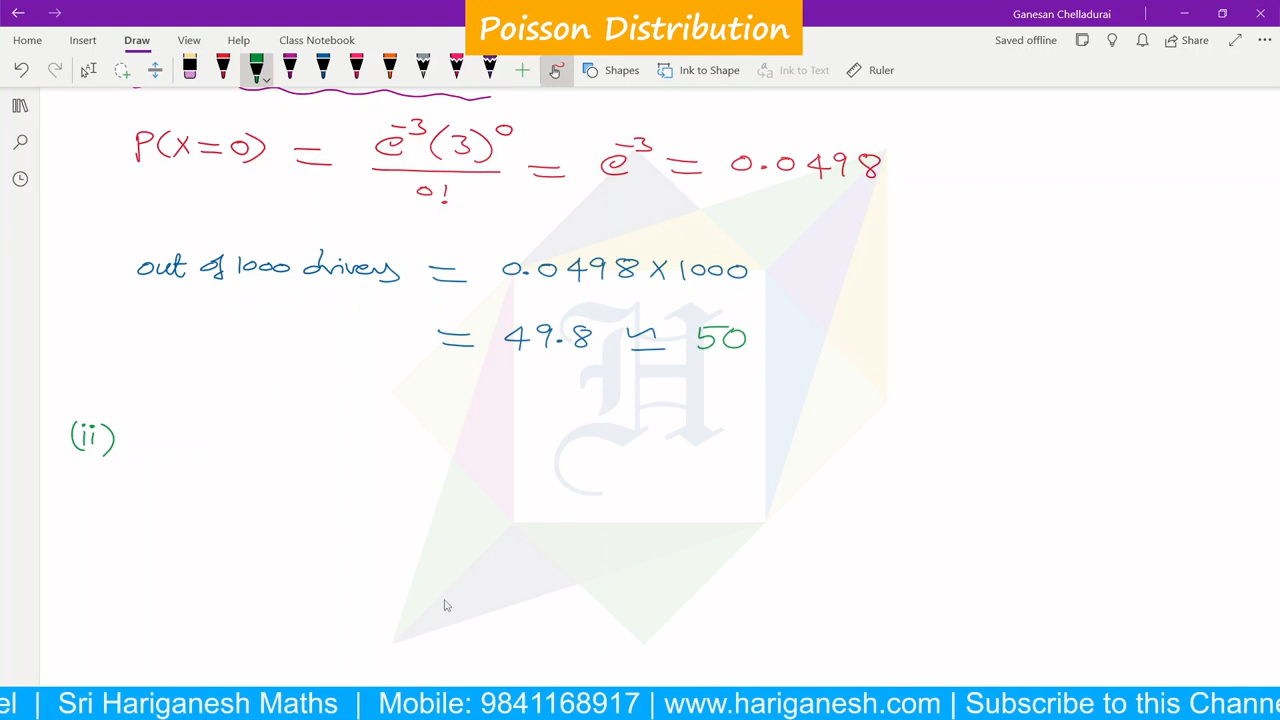 Poisson Distribution
Ganesan Chelladurai
Home Insert Draw View Help Class Notebook
Saved offline Share
Shapes Ink to Shape Ink to Text Ruler
P(X=0) = e^{-3}(3)^0 / 0! = e^{-3} = 0.0498
out of 1000 drivers = 0.0498×1000
= 49.8 ≃ 50
(ii)
H
el | Sri Hariganesh Maths | Mobile: 9841168917 | www.hariganesh.com | Subscribe to this Channe